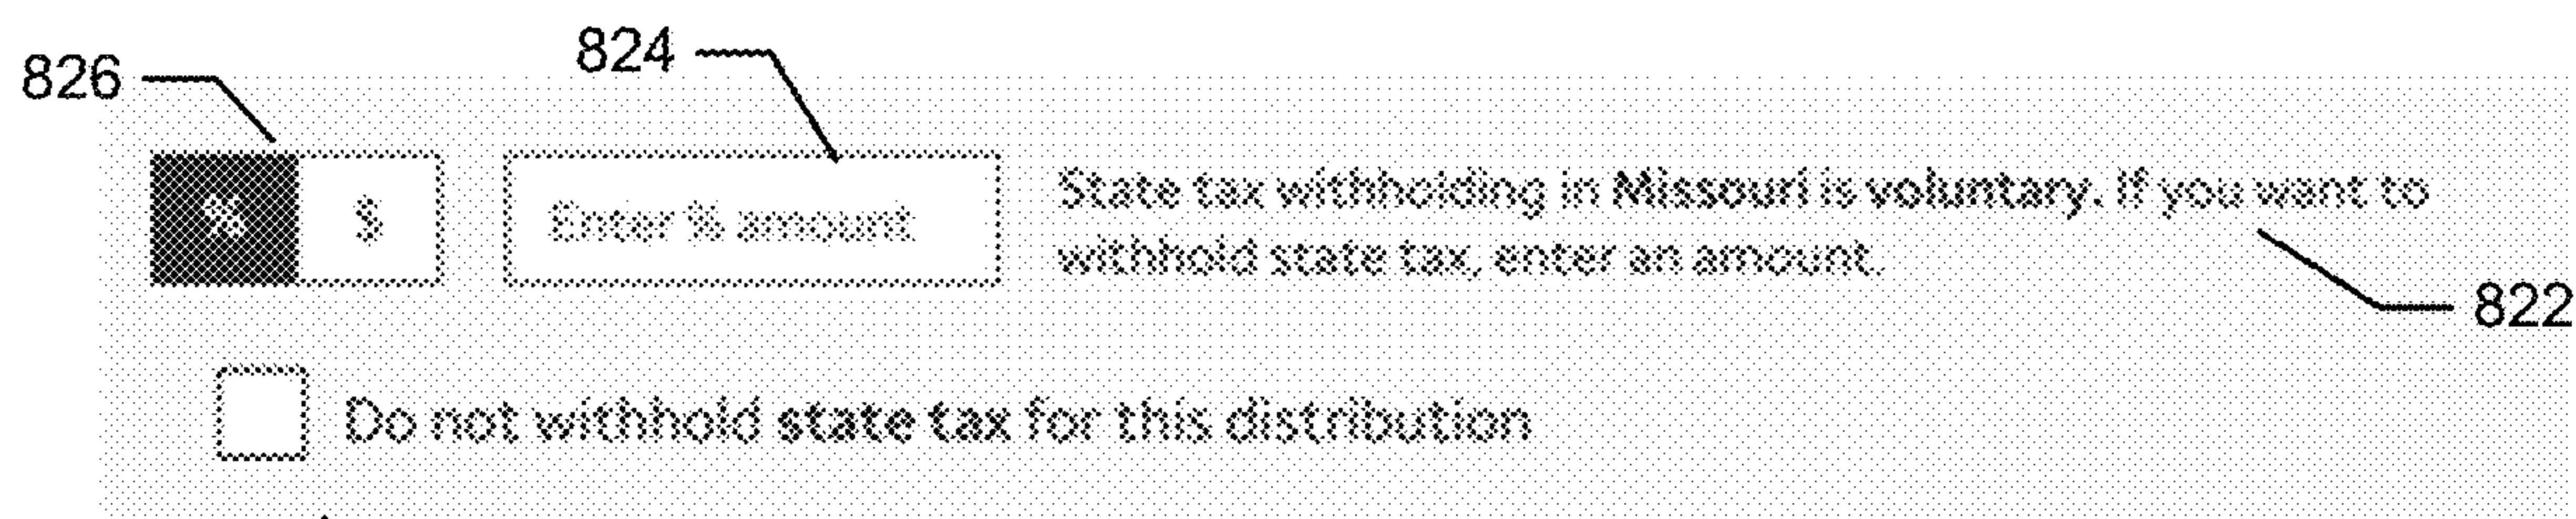 824
826
% $ Enter % amount State tax withholding in Missouri is voluntary. If you want to
withhold state tax, enter an amount.
822
Do not withhold state tax for this distribution